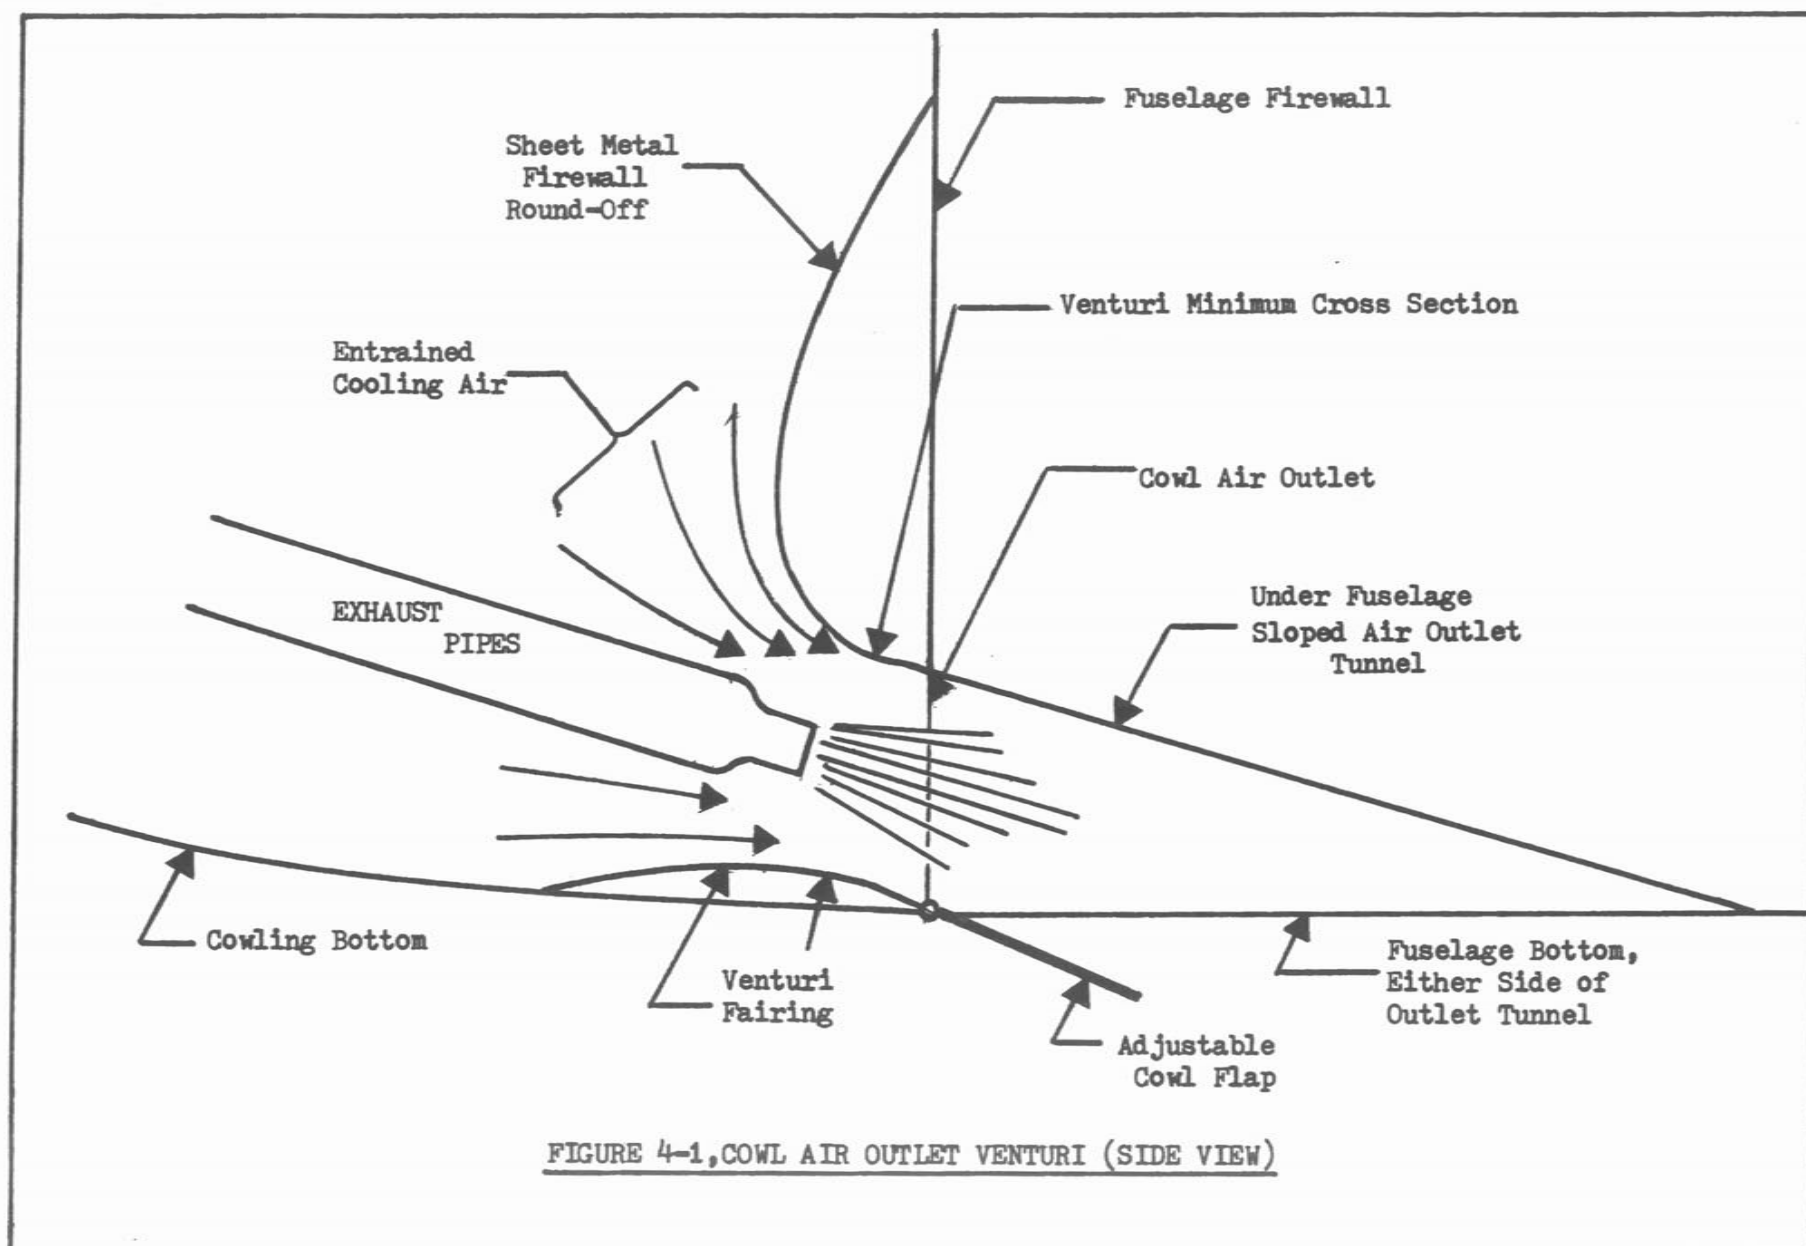 Fuselage Firewall
Sheet Metal
Firewall
Round-Off
Venturi Minimum Cross Section
Entrained
Cooling Air
Cowl Air Outlet
EXHAUST
PIPES
Under Fuselage
Sloped Air Outlet
Tunnel
Cowling Bottom
Venturi
Fairing
Fuselage Bottom,
Either Side of
Outlet Tunnel
Adjustable
Cowl Flap
FIGURE 4-1,COWL AIR OUTLET VENTURI (SIDE VIEW)